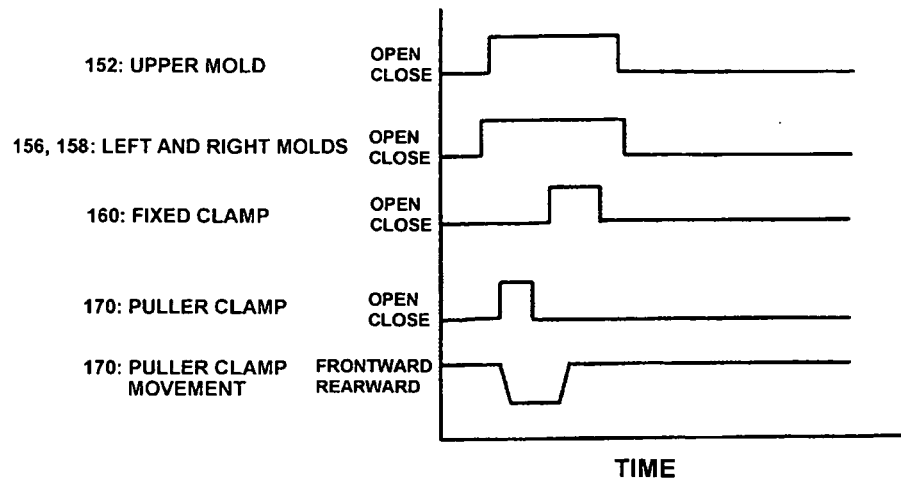 152: UPPER MOLD
OPEN
CLOSE
156, 158: LEFT AND RIGHT MOLDS
OPEN
CLOSE
160: FIXED CLAMP
OPEN
CLOSE
170: PULLER CLAMP
OPEN
CLOSE
170: PULLER CLAMP
MOVEMENT
FRONTWARD
REARWARD
TIME